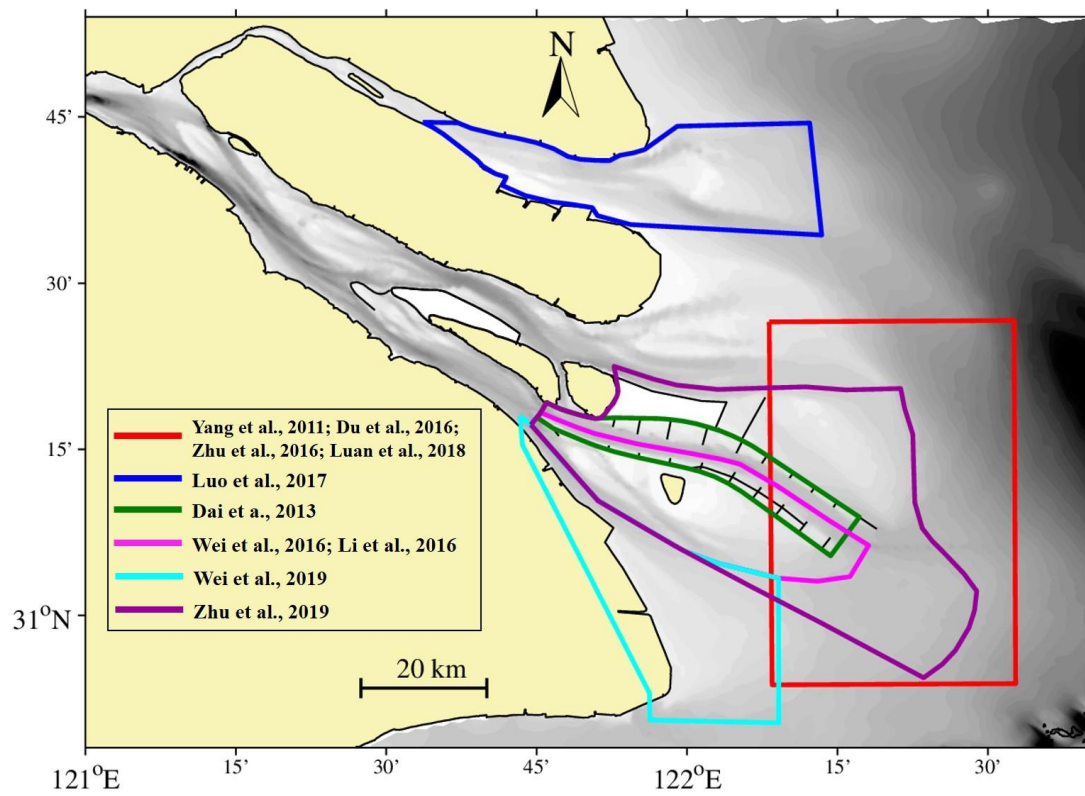 N
45’
30’
15’
31°N
Yang et al., 2011; Du et al., 2016;
Zhu et al., 2016; Luan et al., 2018
Luo et al., 2017
Dai et a., 2013
Wei et al., 2016; Li et al., 2016
Wei et al., 2019
Zhu et al., 2019
20 km
121°E 15’ 30’ 45’ 122°E 15’ 30’